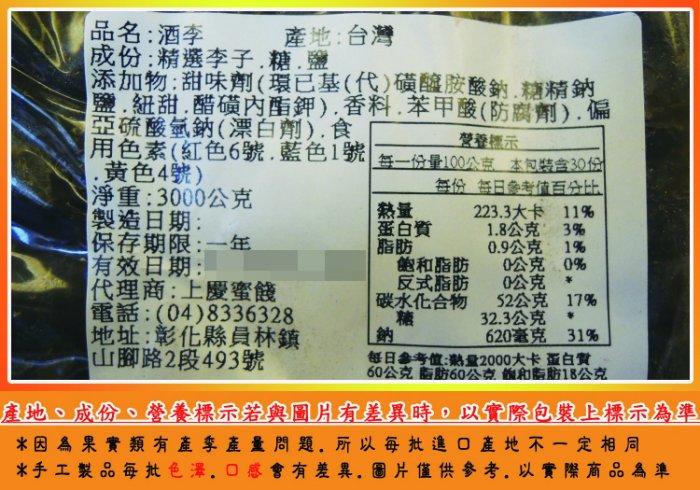 品名:酒李　產地:台灣
成份:精選李子.糖.鹽
添加物:甜味劑(環已基(代)磺醯胺酸鈉.糖精鈉
鹽.紐甜.醋磺內酯鉀).香料.苯甲酸(防腐劑).偏
亞硫酸氫鈉(漂白劑).食
用色素(紅色6號.藍色1號
.黃色4號)
淨重:3000公克
製造日期:
保存期限:一年
有效日期:
代理商:上慶蜜餞
電話:(04)8336328
地址:彰化縣員林鎮
山腳路2段493號
營養標示
每一份量100公克 本包裝含30份
每份 每日參考值百分比
熱量 223.3大卡 11%
蛋白質 1.8公克 3%
脂肪 0.9公克 1%
飽和脂肪 0公克 0%
反式脂肪 0公克 *
碳水化合物 52公克 17%
糖 32.3公克 *
鈉 620毫克 31%
每日參考值:熱量2000大卡 蛋白質
60公克 脂肪60公克 飽和脂肪18公克
產地、成份、營養標示若與圖片有差異時，以實際包裝上標示為準
*因為果實類有產季產量問題.所以每批進口產地不一定相同
*手工製品每批色澤.口感會有差異.圖片僅供參考.以實際商品為準